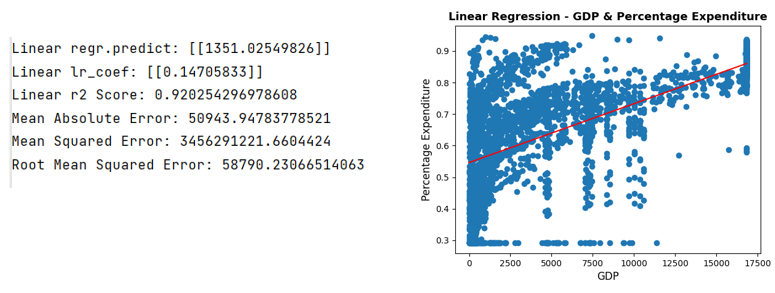 Linear regr.predict: [[1351.02549826]]
Linear lr_coef: [[0.14705833]]
Linear r2 Score: 0.920254296978608
Mean Absolute Error: 50943.94783778521
Mean Squared Error: 3456291221.6604424
Root Mean Squared Error: 58790.23066514063
Linear Regression - GDP & Percentage Expenditure
Percentage Expenditure
0.9
0.8
0.7
0.6
0.5
0.4
0.3
0 2500 5000 7500 10000 12500 15000 17500
GDP